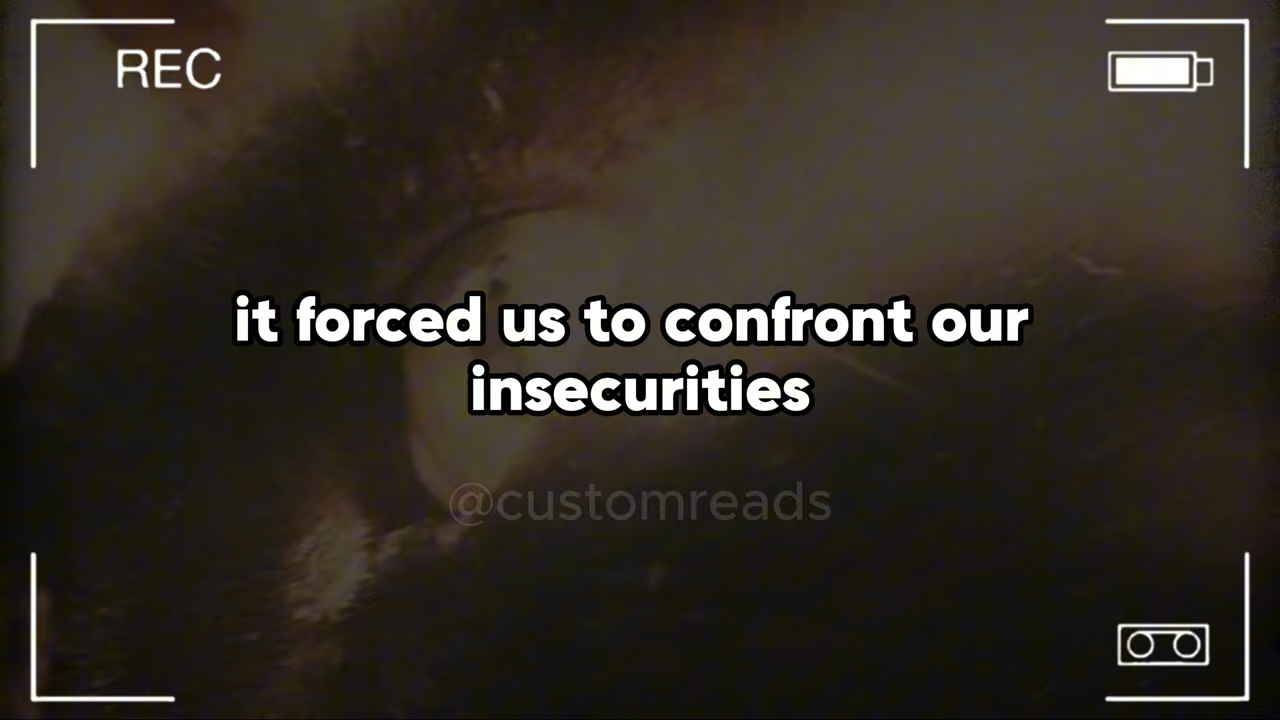 REC
it forced us to confront our
insecurities
@customreads